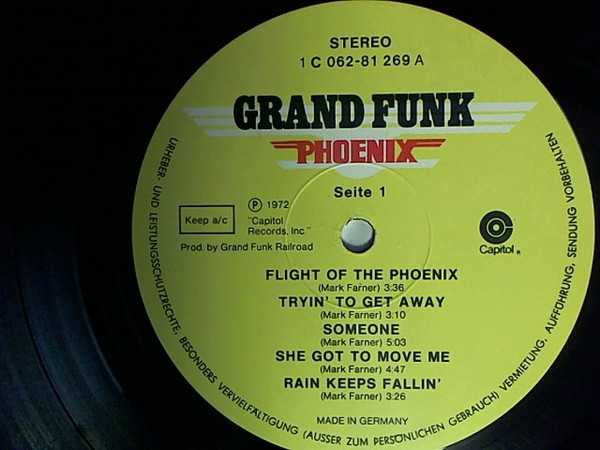 STEREO
1 C 062-81 269 A
GRAND FUNK
PHOENIX
Seite 1
Keep a/c
Ⓟ 1972
"Capitol
Records, Inc."
Prod. by Grand Funk Railroad
Capitol®
FLIGHT OF THE PHOENIX
(Mark Farner) 3:36
TRYIN' TO GET AWAY
(Mark Farner) 3:10
SOMEONE
(Mark Farner) 5:03
SHE GOT TO MOVE ME
(Mark Farner) 4:47
RAIN KEEPS FALLIN'
(Mark Farner) 3:26
MADE IN GERMANY
URHEBER- UND LEISTUNGSSCHUTZRECHTE, BESONDERS VERVIELFÄLTIGUNG (AUSSER ZUM PERSÖNLICHEN GEBRAUCH) VERMIETUNG, AUFFÜHRUNG, SENDUNG VORBEHALTEN